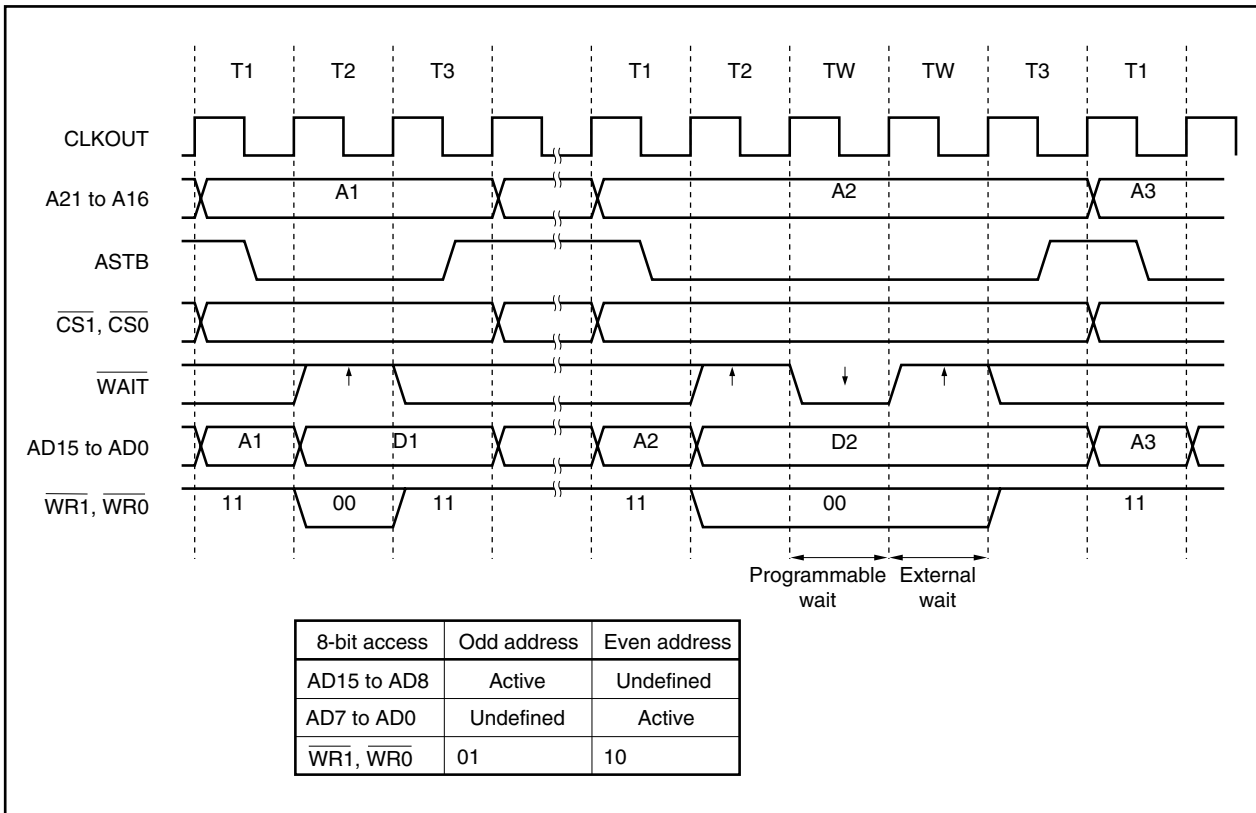 T1 T2 T3 T1 T2 TW TW T3 T1
CLKOUT
A21 to A16 A1 A2 A3
ASTB
CS1, CS0
WAIT
AD15 to AD0 A1 D1 A2 D2 A3
WR1, WR0 11 00 11 11 00 11
Programmable wait
External wait
8-bit access Odd address Even address
AD15 to AD8 Active Undefined
AD7 to AD0 Undefined Active
WR1, WR0 01 10